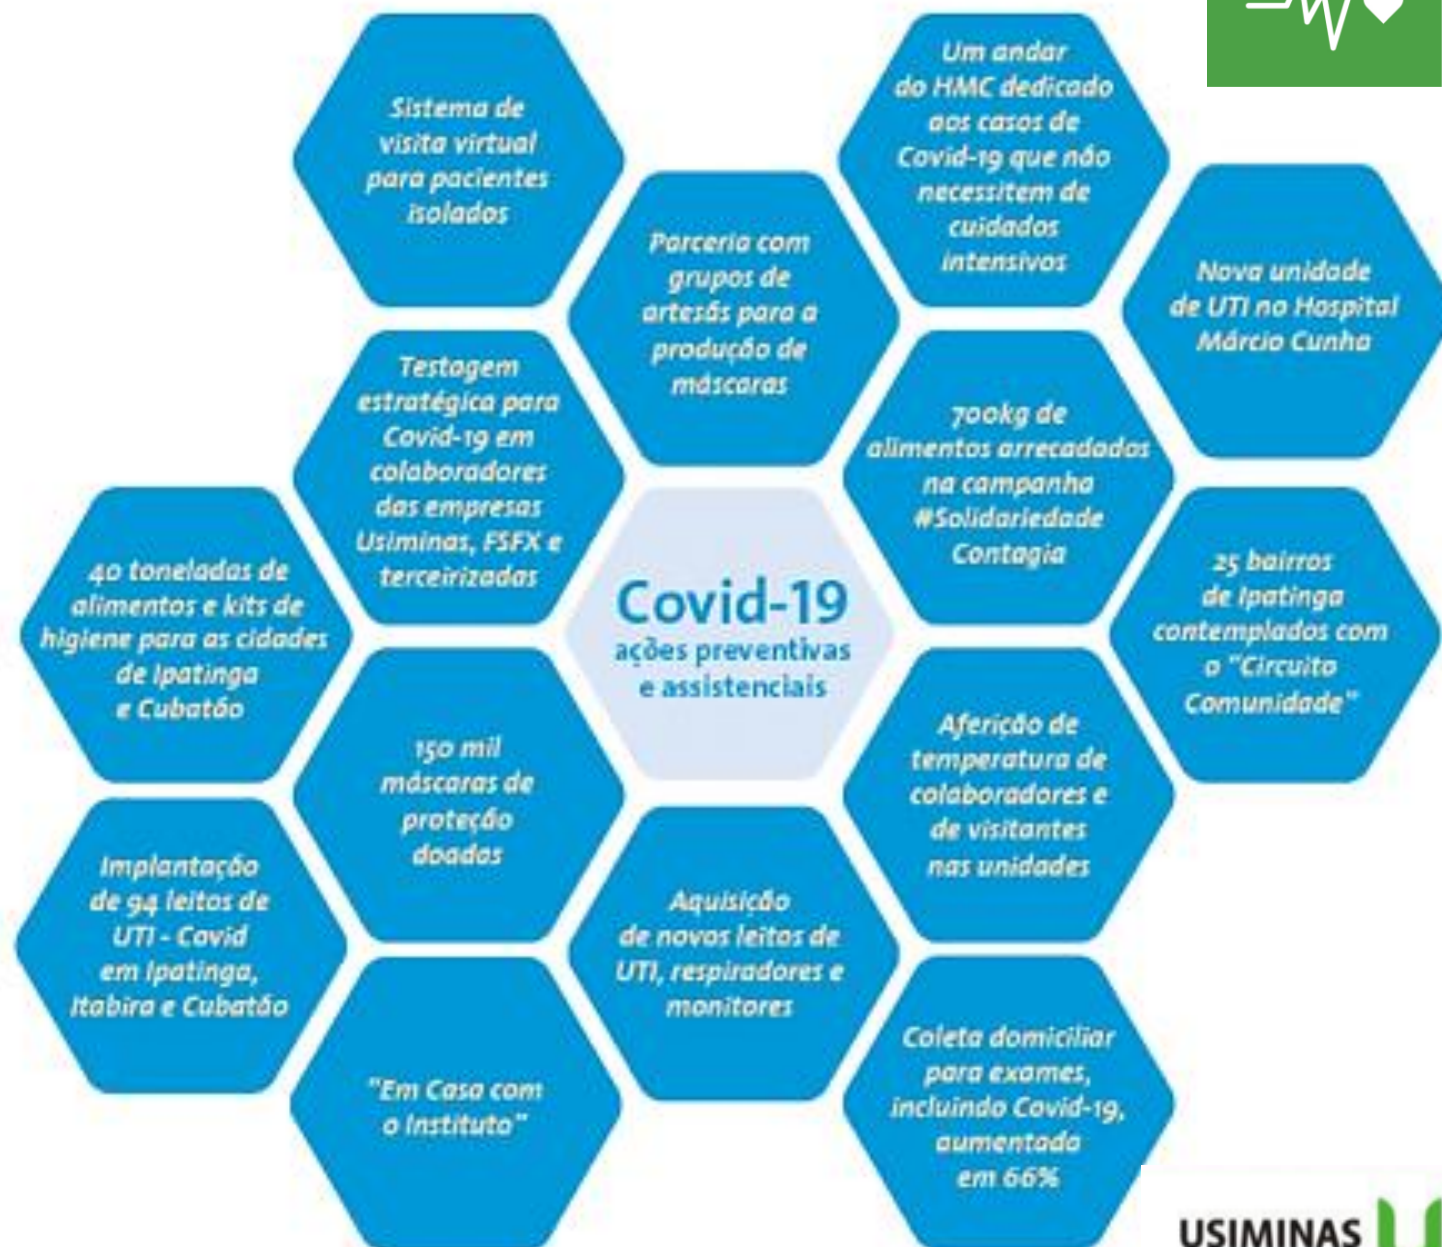 Sistema de
visita virtual
para pacientes
isolados
Um andar
do HMC dedicado
aos casos de
Covid-19 que não
necessitem de
cuidados
intensivos
Parceria com
grupos de
artesãs para a
produção de
máscaras
Nova unidade
de UTI no Hospital
Márcio Cunha
Testagem
estratégica para
Covid-19 em
colaboradores
das empresas
Usiminas, FSFX e
terceirizadas
700kg de
alimentos arrecadados
na campanha
#Solidariedade
Contagia
40 toneladas de
alimentos e kits de
higiene para as cidades
de Ipatinga
e Cubatão
Covid-19
ações preventivas
e assistenciais
25 bairros
de Ipatinga
contemplados com
o "Circuito
Comunidade"
150 mil
máscaras de
proteção
doadas
Aferição de
temperatura de
colaboradores e
de visitantes
nas unidades
Implantação
de 94 leitos de
UTI - Covid
em Ipatinga,
Itabira e Cubatão
Aquisição
de novos leitos de
UTI, respiradores e
monitores
"Em Casa com
o Instituto"
Coleta domiciliar
para exames,
incluindo Covid-19,
aumentada
em 66%
USIMINAS